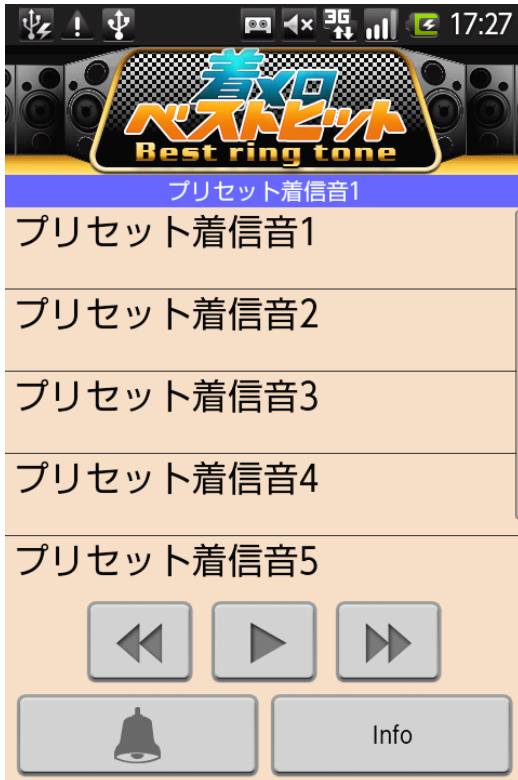 3G 17:27
着メロ
ベストヒット
Best ring tone
プリセット着信音1
プリセット着信音1
プリセット着信音2
プリセット着信音3
プリセット着信音4
プリセット着信音5
Info